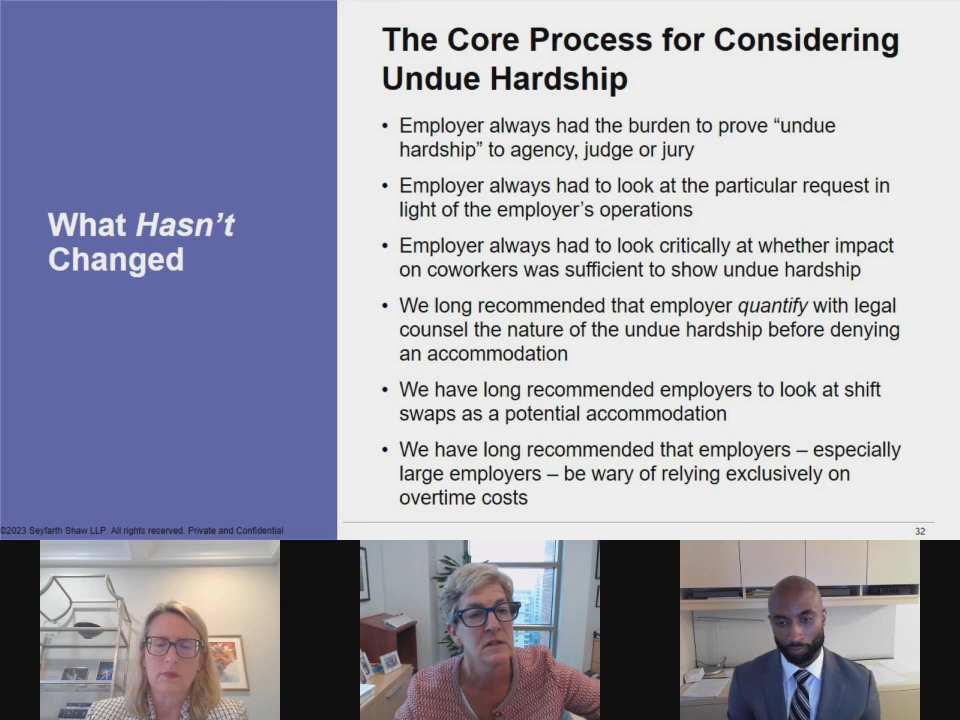 The Core Process for Considering
Undue Hardship
What Hasn't
Changed
• Employer always had the burden to prove “undue
hardship” to agency, judge or jury
• Employer always had to look at the particular request in
light of the employer’s operations
• Employer always had to look critically at whether impact
on coworkers was sufficient to show undue hardship
• We long recommended that employer quantify with legal
counsel the nature of the undue hardship before denying
an accommodation
• We have long recommended employers to look at shift
swaps as a potential accommodation
• We have long recommended that employers – especially
large employers – be wary of relying exclusively on
overtime costs
©2023 Seyfarth Shaw LLP. All rights reserved. Private and Confidential
32